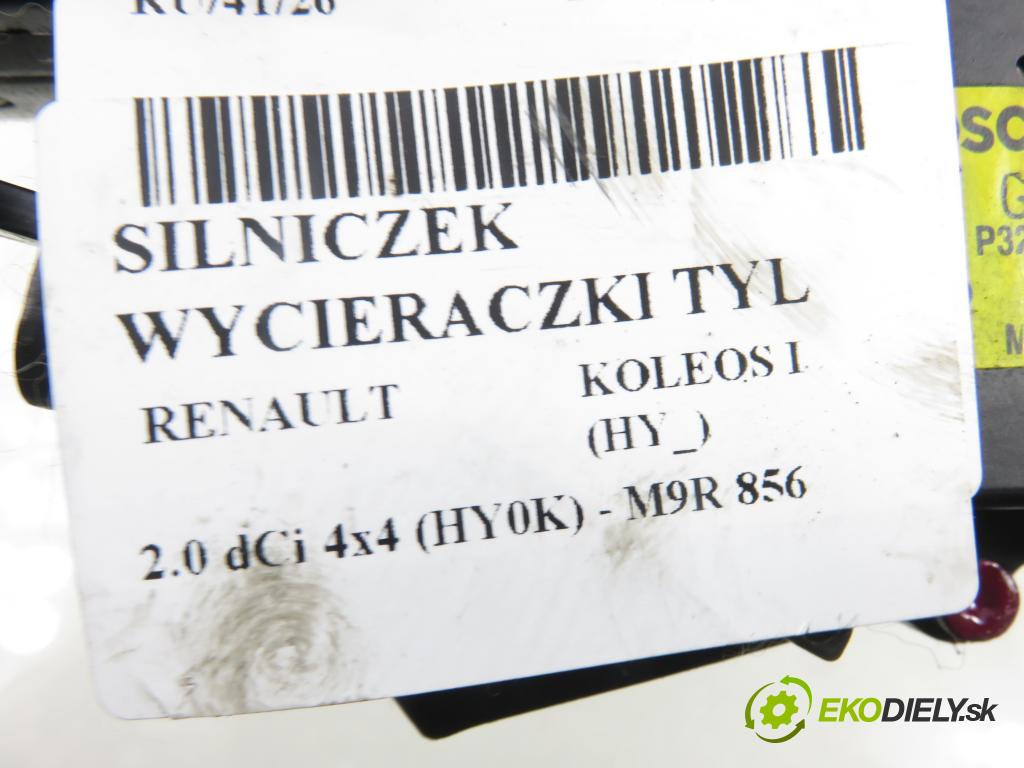 SILNICZEK
WYCIERACZKI TYL
RENAULT
KOLEOS I
(HY_)
2.0 dCi 4x4 (HY0K) - M9R 856
EKODIELY.sk